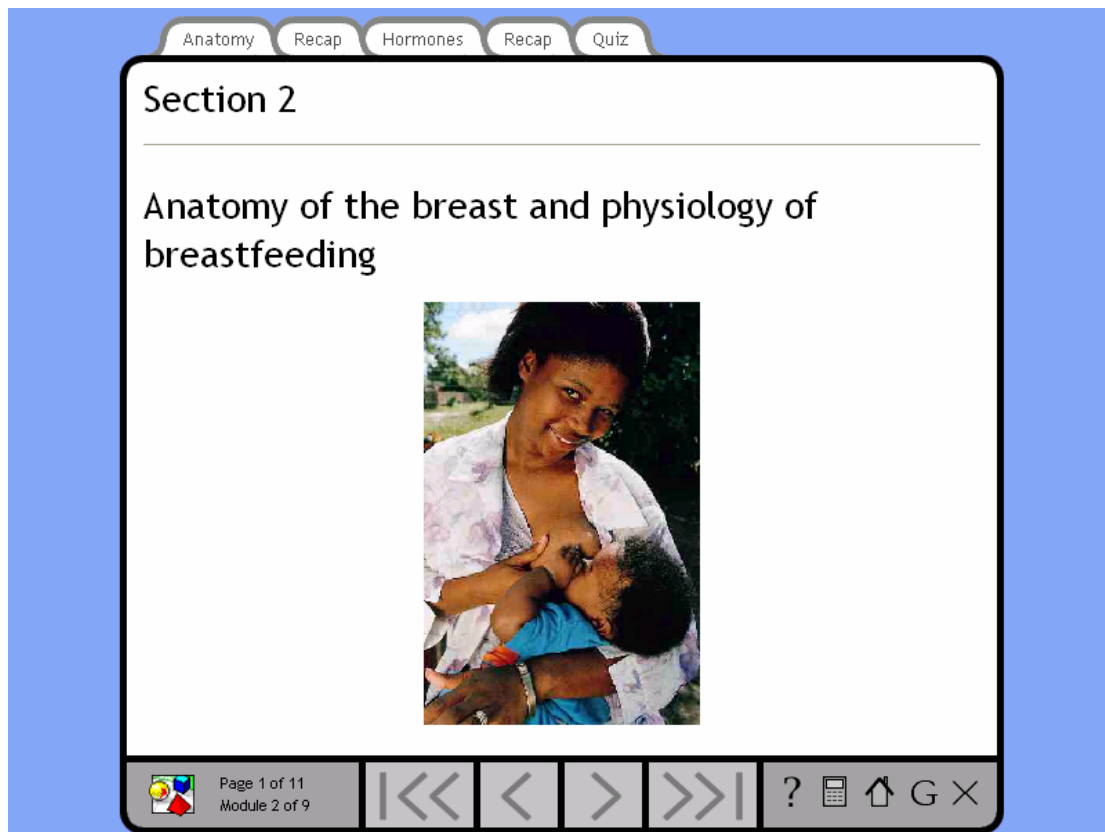 Anatomy
Recap
Hormones
Recap
Quiz
Section 2
Anatomy of the breast and physiology of
breastfeeding
Page 1 of 11
Module 2 of 9
? G